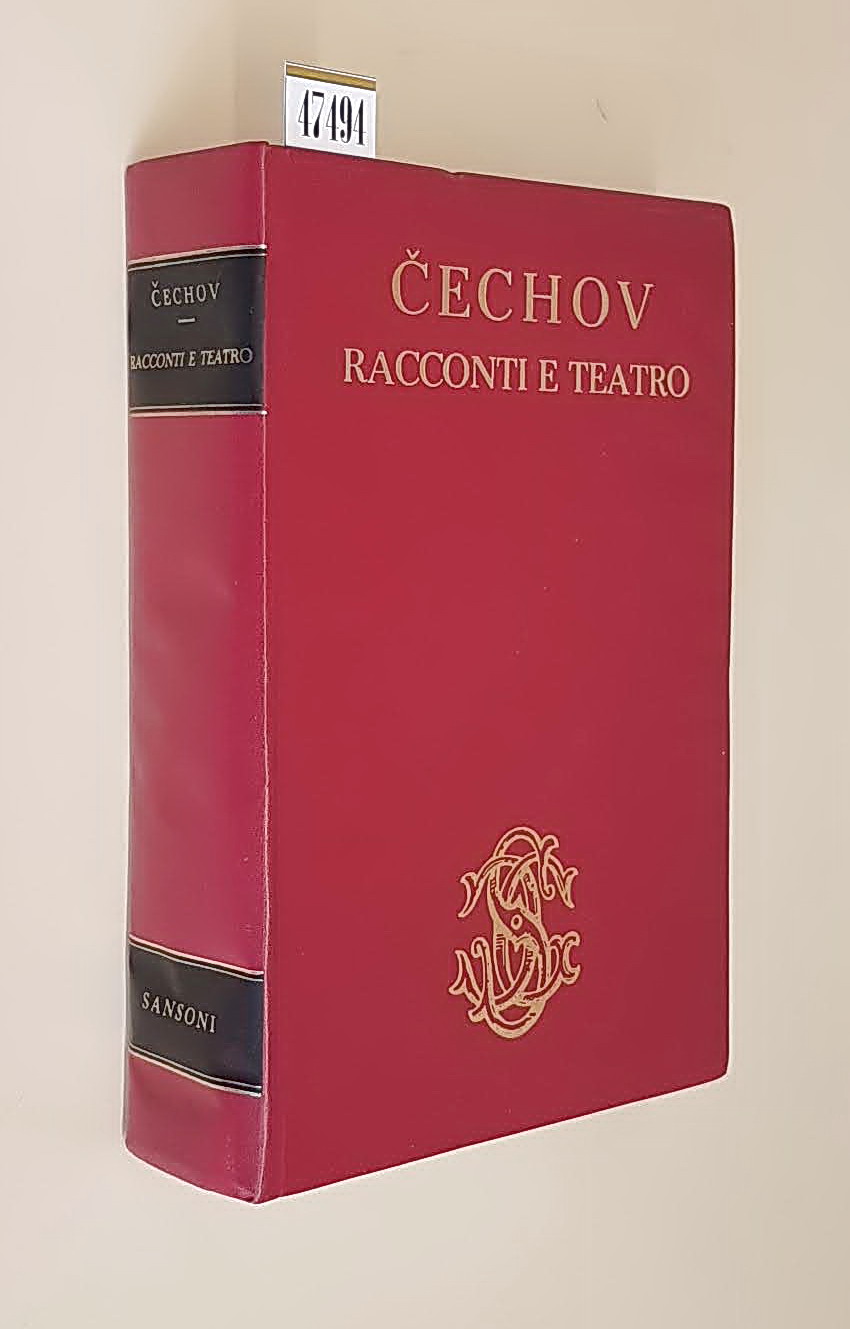 47494
ČECHOV
RACCONTI E TEATRO
ČECHOV
RACCONTI E TEATRO
SANSONI